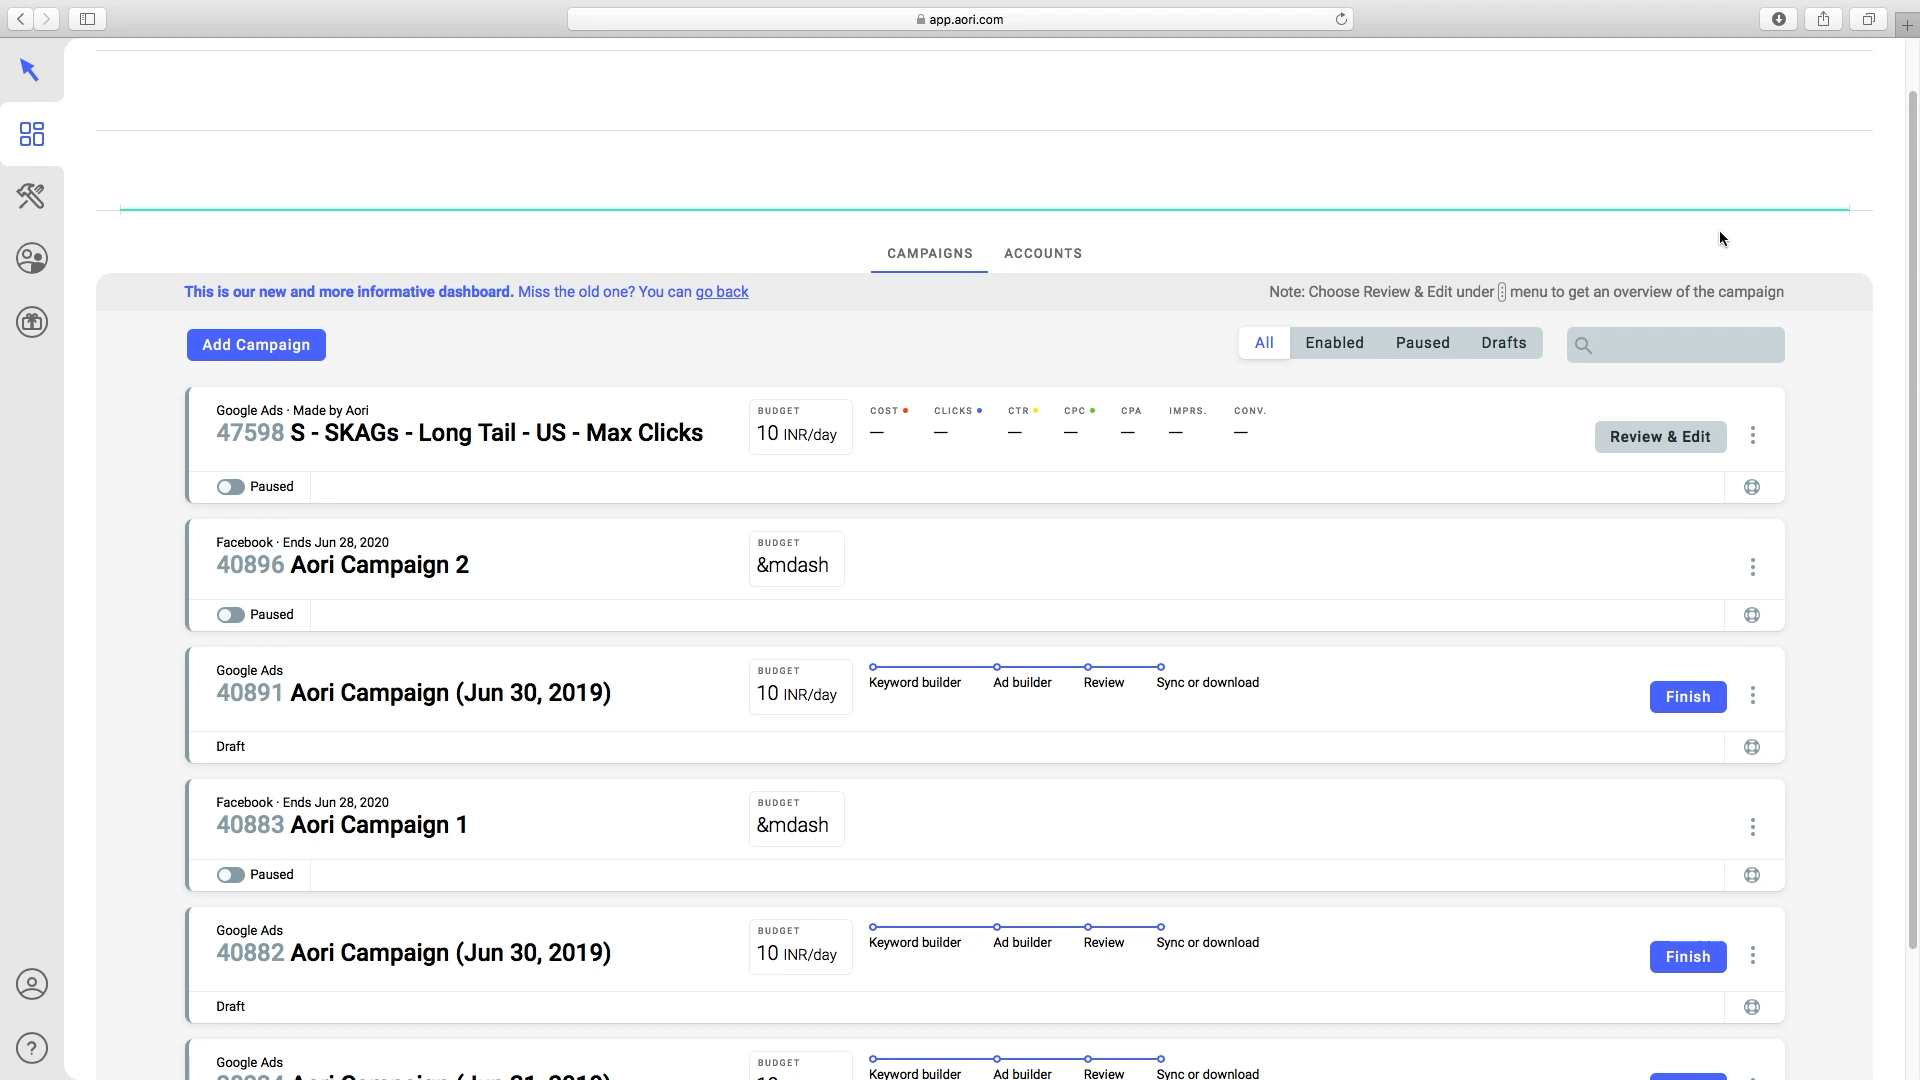 app.aori.com
CAMPAIGNS ACCOUNTS
This is our new and more informative dashboard. Miss the old one? You can go back
Note: Choose Review & Edit under menu to get an overview of the campaign
Add Campaign
All Enabled Paused Drafts
Google Ads · Made by Aori
47598 S - SKAGs - Long Tail - US - Max Clicks
BUDGET
10 INR/day
COST CLICKS CTR CPC CPA IMPRS. CONV.
— — — — — — —
Review & Edit
Paused
Facebook · Ends Jun 28, 2020
40896 Aori Campaign 2
BUDGET
&mdash
Paused
Google Ads
40891 Aori Campaign (Jun 30, 2019)
BUDGET
10 INR/day
Keyword builder Ad builder Review Sync or download
Finish
Draft
Facebook · Ends Jun 28, 2020
40883 Aori Campaign 1
BUDGET
&mdash
Paused
Google Ads
40882 Aori Campaign (Jun 30, 2019)
BUDGET
10 INR/day
Keyword builder Ad builder Review Sync or download
Finish
Draft
Google Ads
Aori Campaign
BUDGET
Keyword builder Ad builder Review Sync or download